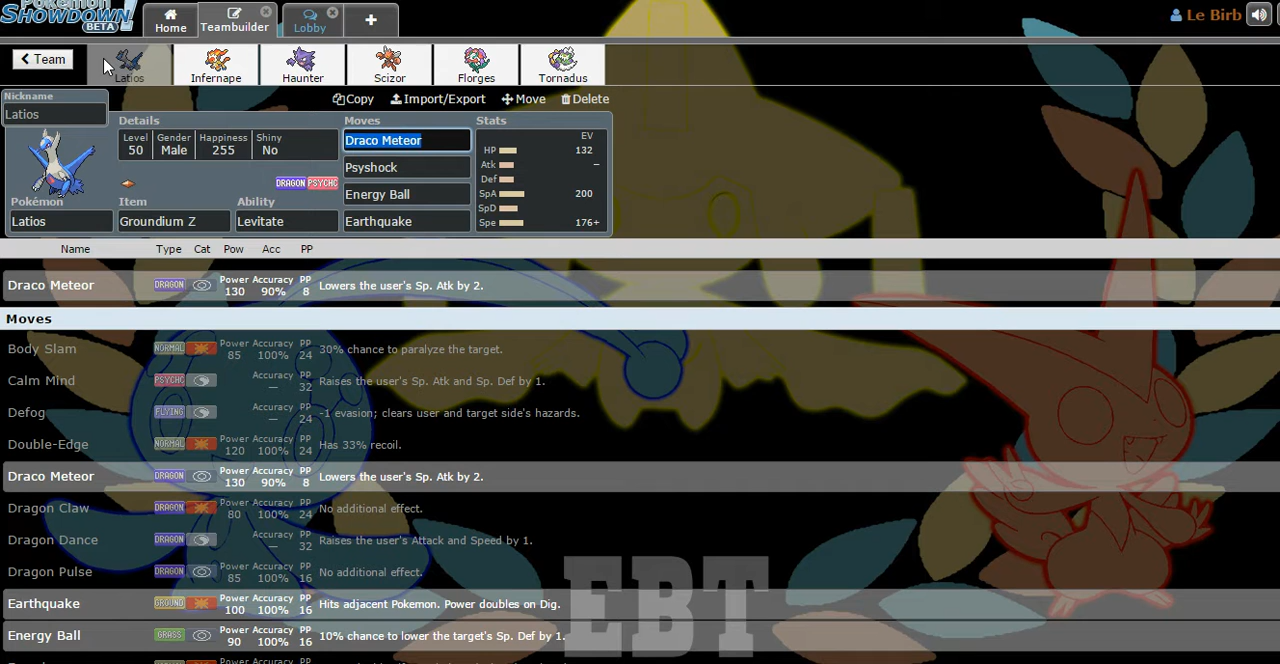 Pokémon
SHOWDOWN!
BETA
Home
Teambuilder
Lobby
+
Le Birb
< Team
Latios
Infernape
Haunter
Scizor
Florges
Tornadus
Copy Import/Export Move Delete
Nickname
Latios
Details
Level Gender Happiness Shiny
50 Male 255 No
DRAGON PSYCHC
Pokémon Item Ability
Latios Groundium Z Levitate
Moves
Draco Meteor
Psyshock
Energy Ball
Earthquake
Stats
EV
HP 132
Atk –
Def
SpA 200
SpD
Spe 176+
Name Type Cat Pow Acc PP
Draco Meteor DRAGON Power 130 Accuracy 90% PP 8 Lowers the user's Sp. Atk by 2.
Moves
Body Slam NORMAL Power 85 Accuracy 100% PP 24 30% chance to paralyze the target.
Calm Mind PSYCHC Accuracy — PP 32 Raises the user's Sp. Atk and Sp. Def by 1.
Defog FLYING Accuracy — PP 24 -1 evasion; clears user and target side's hazards.
Double-Edge NORMAL Power 120 Accuracy 100% PP 24 Has 33% recoil.
Draco Meteor DRAGON Power 130 Accuracy 90% PP 8 Lowers the user's Sp. Atk by 2.
Dragon Claw DRAGON Power 80 Accuracy 100% PP 24 No additional effect.
Dragon Dance DRAGON Accuracy — PP 32 Raises the user's Attack and Speed by 1.
Dragon Pulse DRAGON Power 85 Accuracy 100% PP 16 No additional effect.
Earthquake GROUND Power 100 Accuracy 100% PP 16 Hits adjacent Pokemon. Power doubles on Dig.
Energy Ball GRASS Power 90 Accuracy 100% PP 16 10% chance to lower the target's Sp. Def by 1.
Power Accuracy PP
EBT